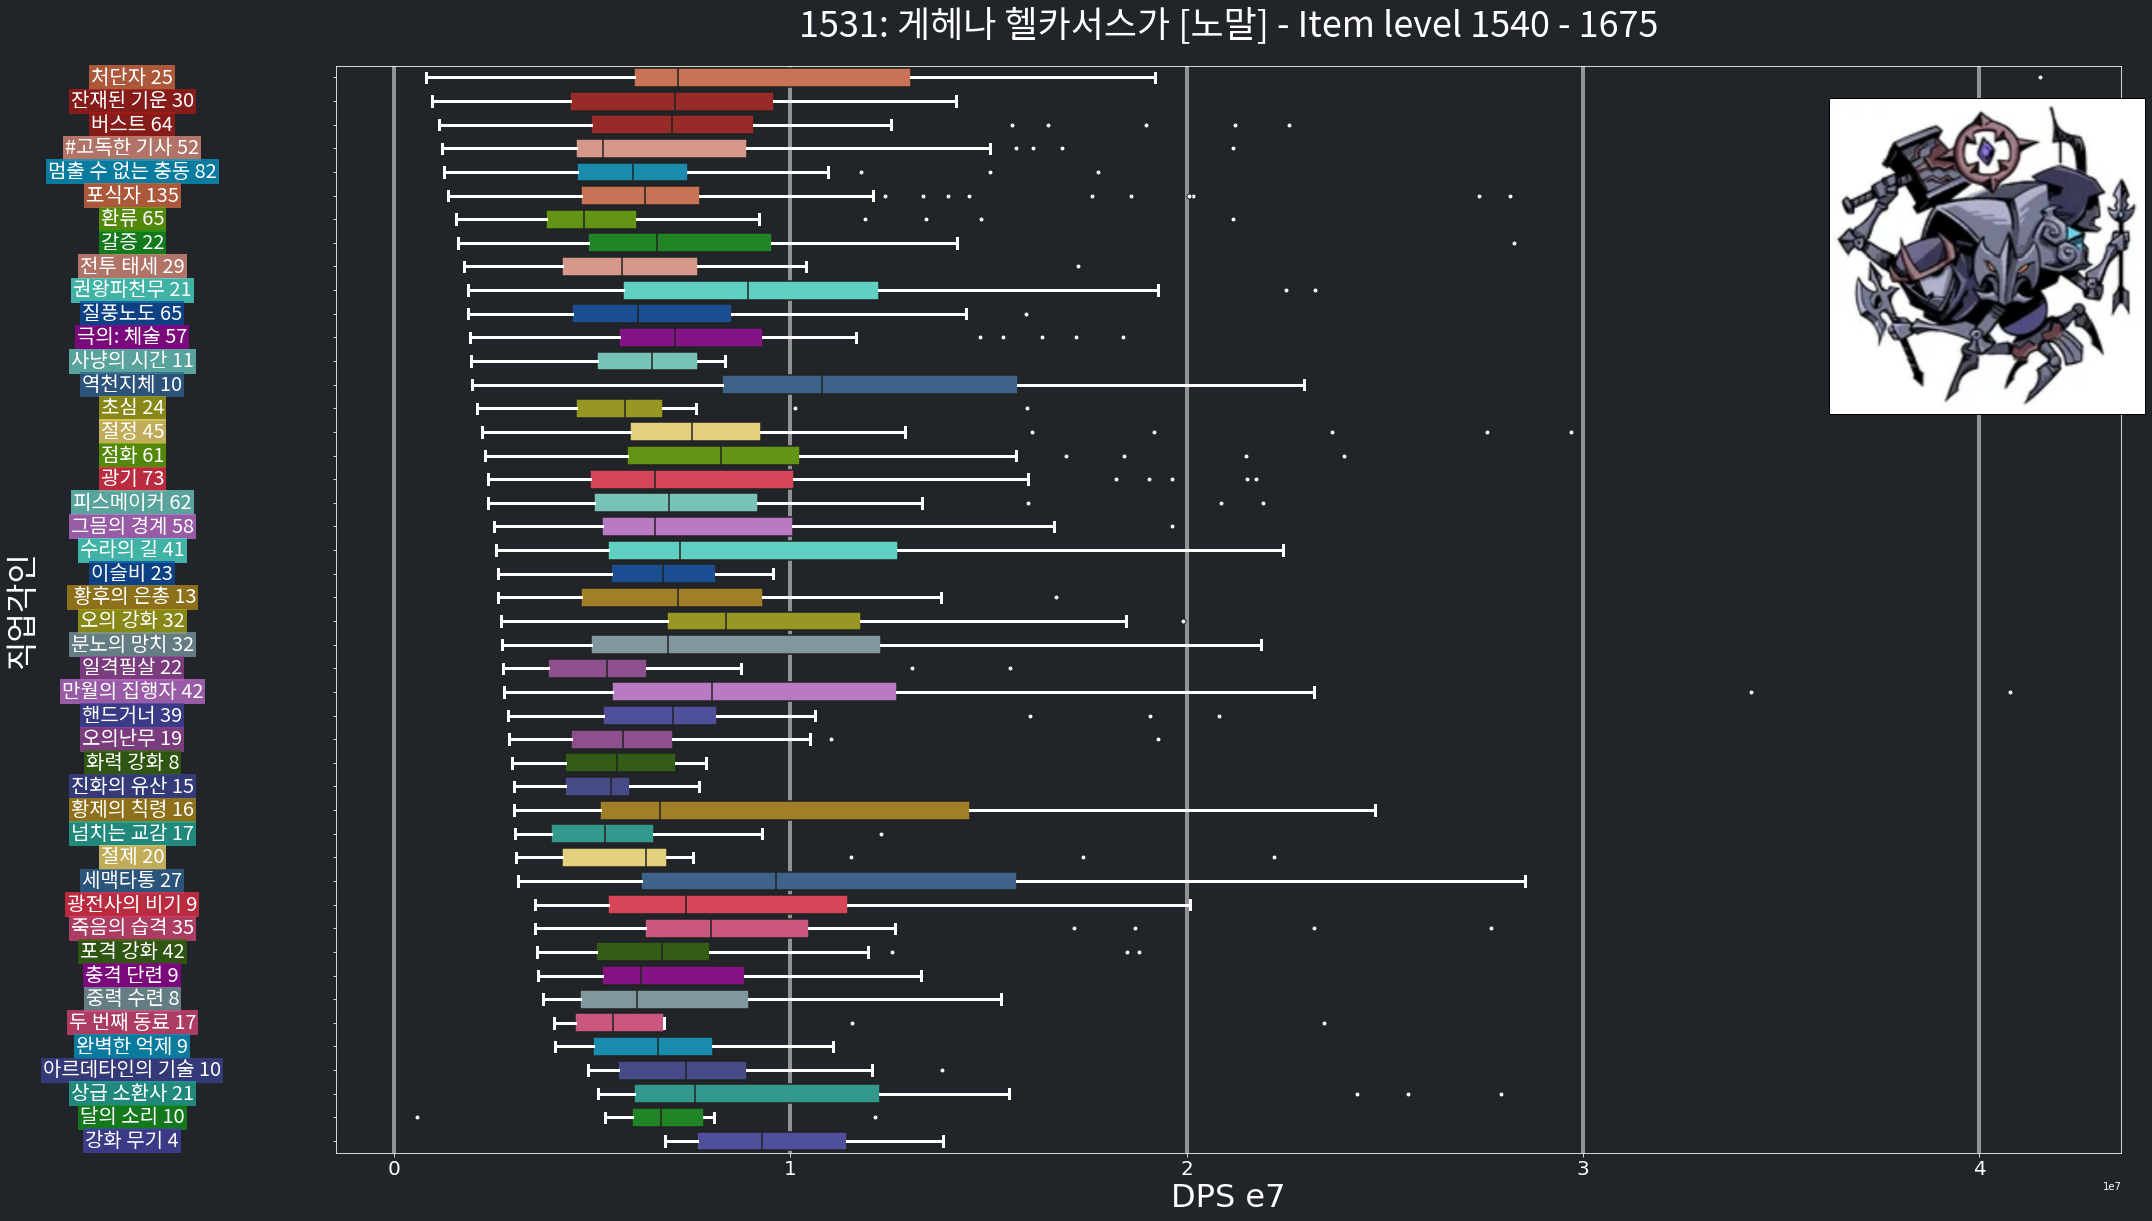 1531: 게헤나 헬카서스가 [노말] - Item level 1540 - 1675
처단자 25
잔재된 기운 30
버스트 64
#고독한 기사 52
멈출 수 없는 충동 82
포식자 135
환류 65
갈증 22
전투 태세 29
권왕파천무 21
질풍노도 65
극의: 체술 57
사냥의 시간 11
역천지체 10
초심 24
절정 45
점화 61
광기 73
피스메이커 62
그믐의 경계 58
수라의 길 41
이슬비 23
황후의 은총 13
오의 강화 32
분노의 망치 32
일격필살 22
만월의 집행자 42
핸드거너 39
오의난무 19
화력 강화 8
진화의 유산 15
황제의 칙령 16
넘치는 교감 17
절제 20
세맥타통 27
광전사의 비기 9
죽음의 습격 35
포격 강화 42
충격 단련 9
중력 수련 8
두 번째 동료 17
완벽한 억제 9
아르데타인의 기술 10
상급 소환사 21
달의 소리 10
강화 무기 4
직업각인
0 1 2 3 4
DPS e7
1e7